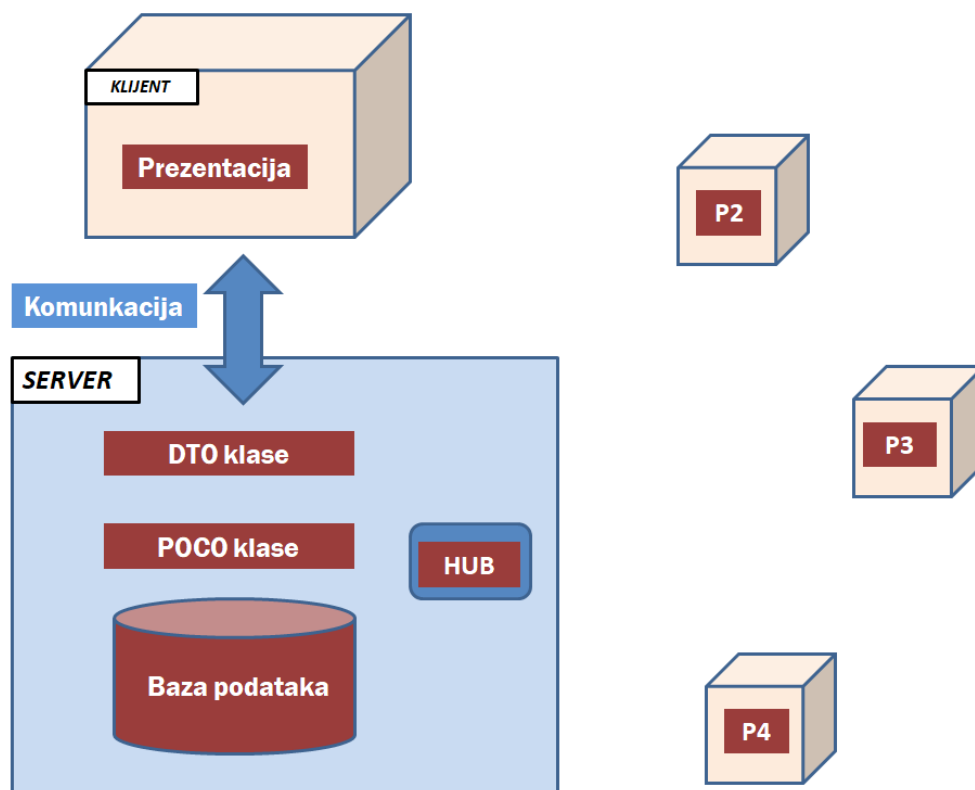 KLIJENT
Prezentacija
P2
Komunkacija
SERVER
P3
DTO klase
POCO klase
HUB
Baza podataka
P4